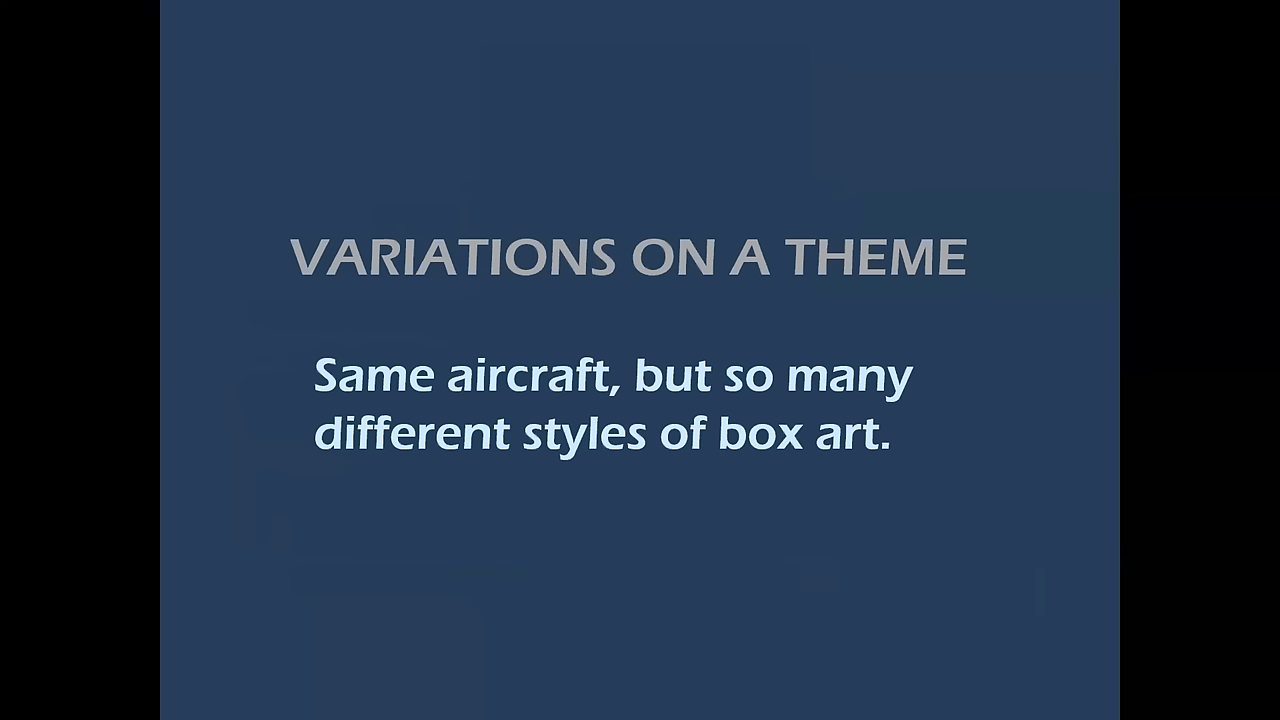 VARIATIONS ON A THEME
Same aircraft, but so many
different styles of box art.